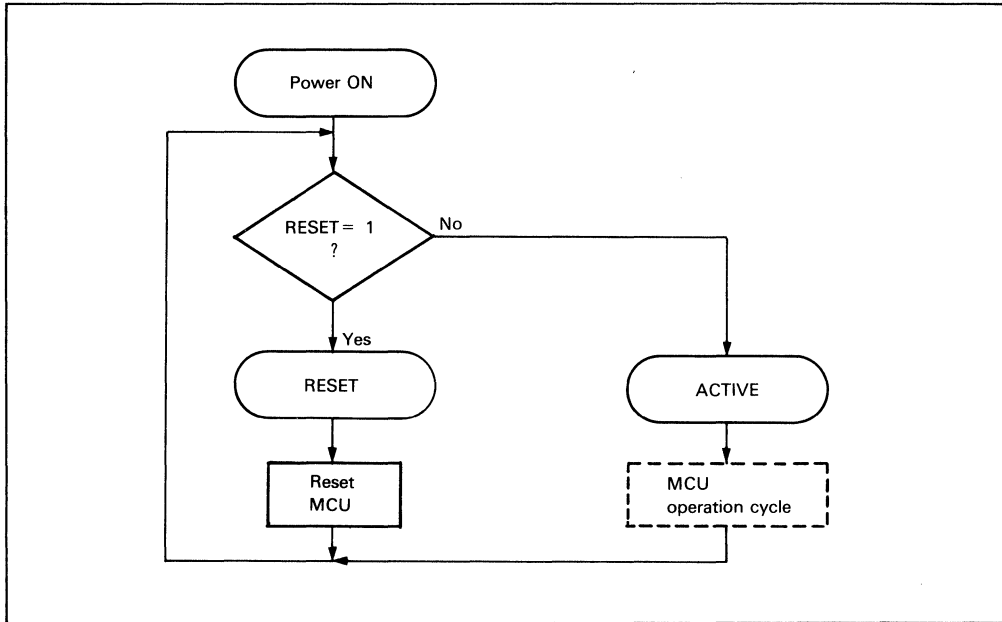 Power ON
RESET = 1
?
No
Yes
RESET
ACTIVE
Reset
MCU
MCU
operation cycle